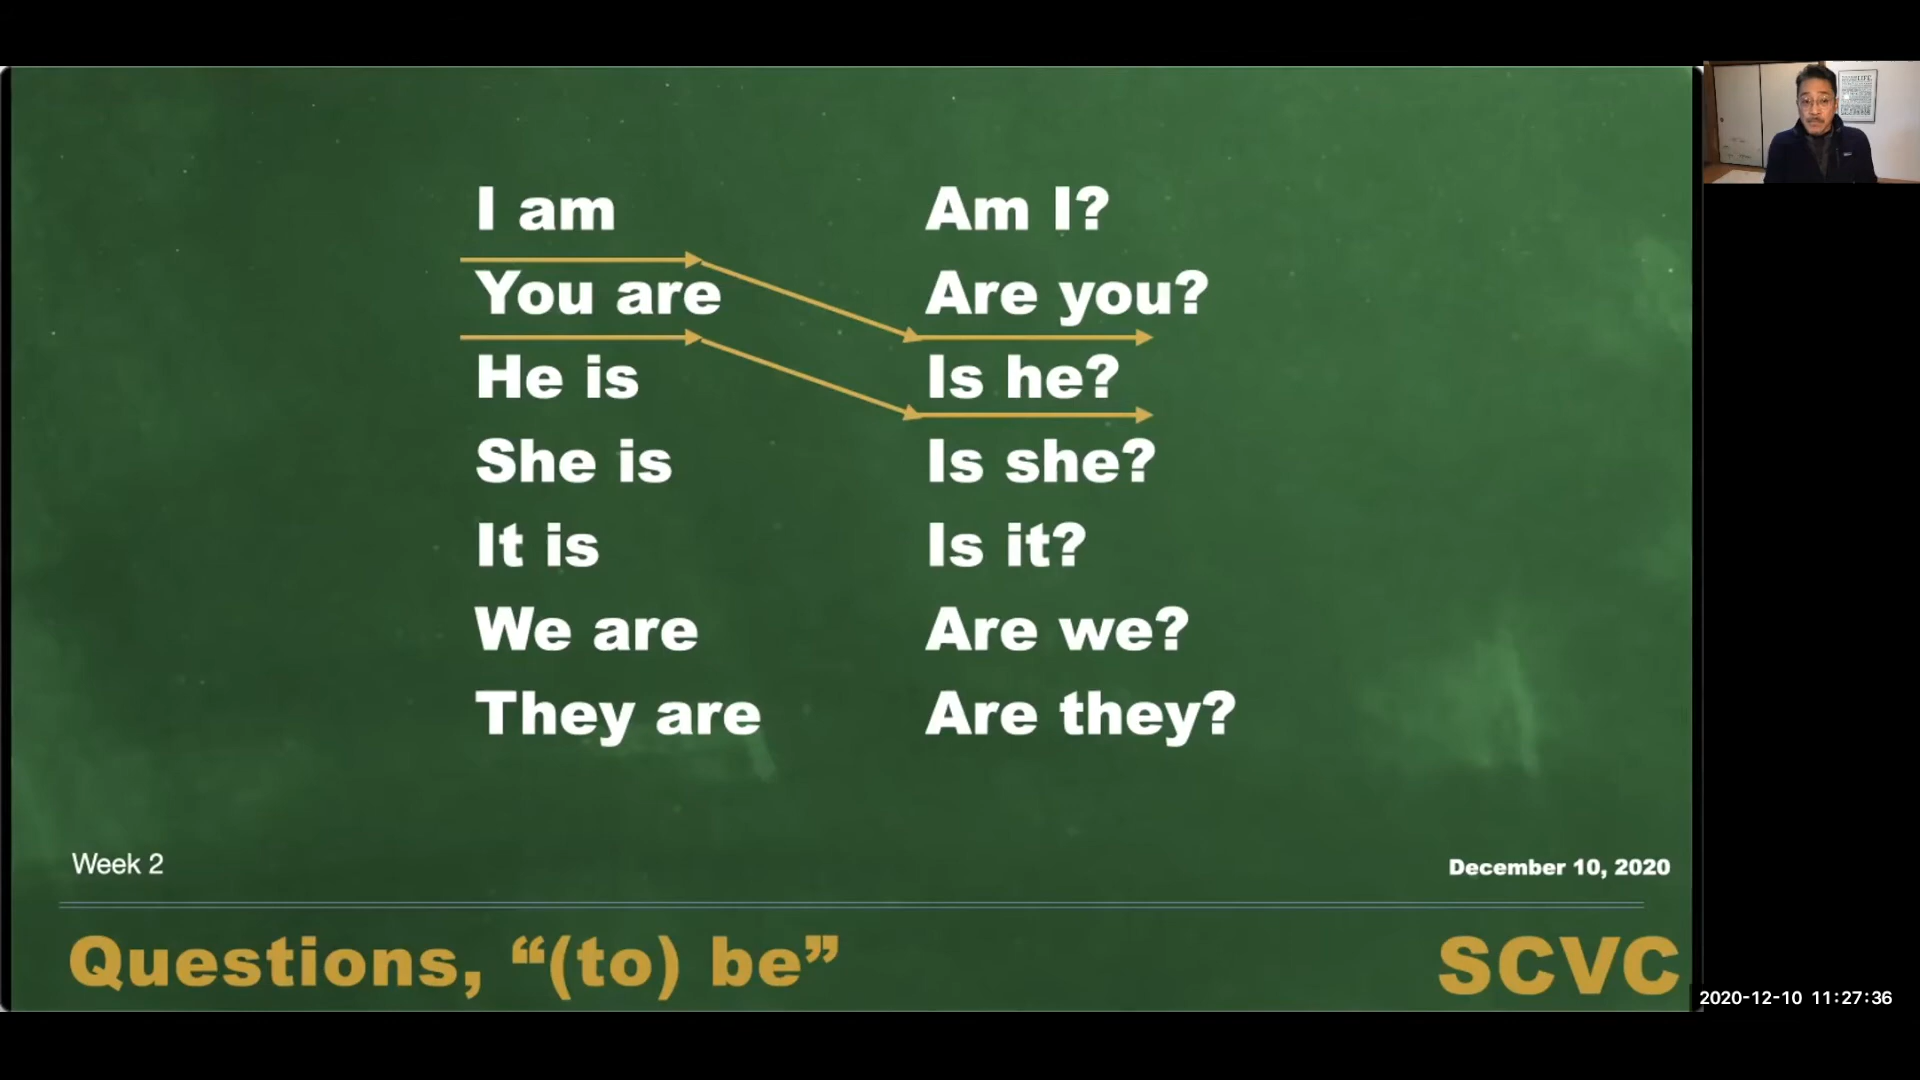 I am Am I?
You are Are you?
He is Is he?
She is Is she?
It is Is it?
We are Are we?
They are Are they?
Week 2
December 10, 2020
Questions, “(to) be”
SCVC
2020-12-10 11:27:36